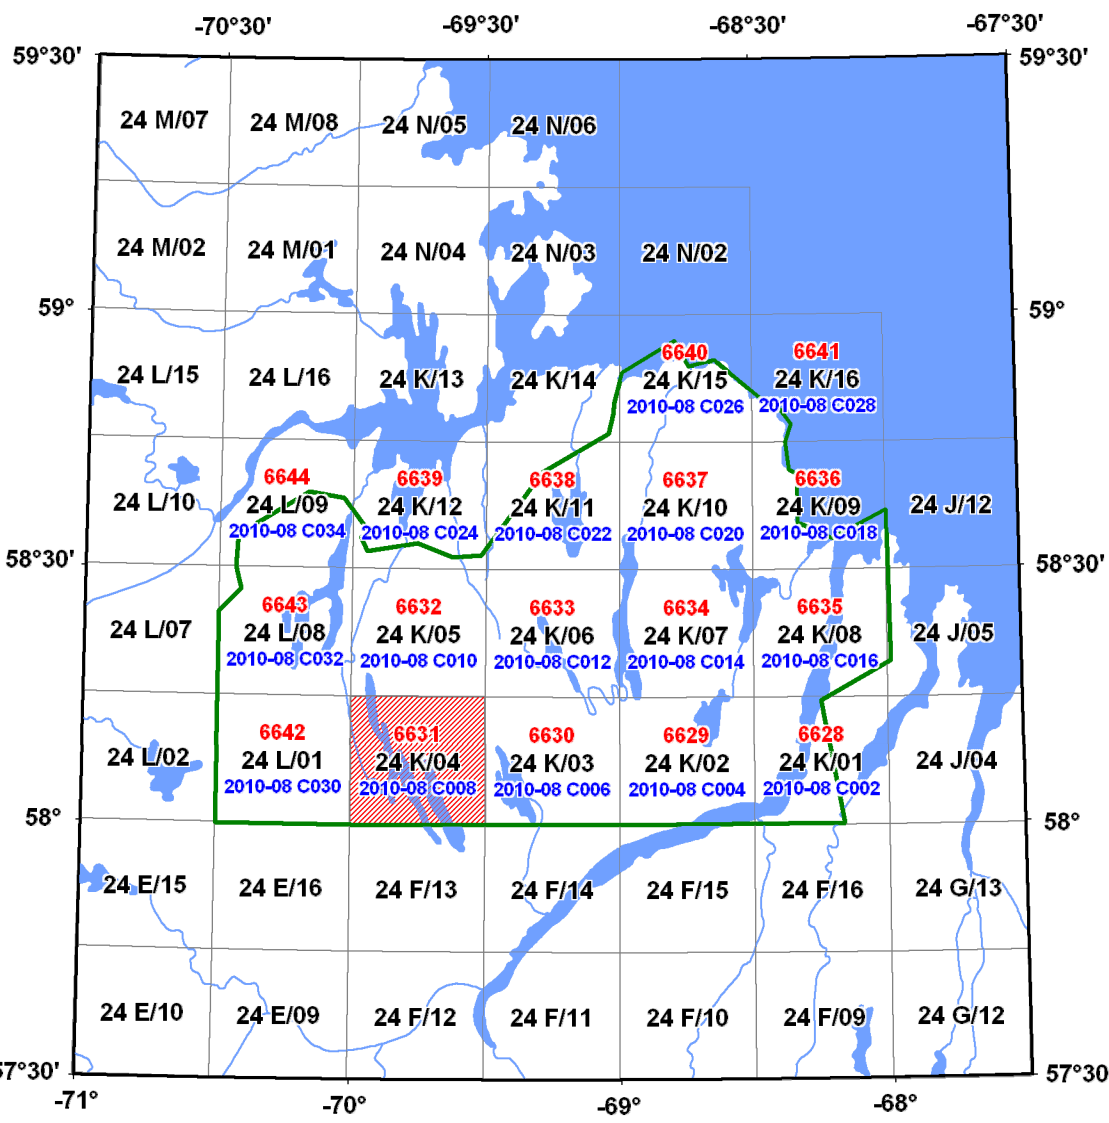 -70°30' -69°30' -68°30' -67°30'
59°30' 59°30'
24 M/07 24 M/08 24 N/05 24 N/06
24 M/02 24 M/01 24 N/04 24 N/03 24 N/02
59° 59°
6640 6641
24 L/15 24 L/16 24 K/13 24 K/14 24 K/15 24 K/16
2010-08 C026 2010-08 C028
6644 6639 6638 6637 6636
24 L/10 24 L/09 24 K/12 24 K/11 24 K/10 24 K/09 24 J/12
2010-08 C034 2010-08 C024 2010-08 C022 2010-08 C020 2010-08 C018
58°30' 58°30'
6643 6632 6633 6634 6635
24 L/07 24 L/08 24 K/05 24 K/06 24 K/07 24 K/08 24 J/05
2010-08 C032 2010-08 C010 2010-08 C012 2010-08 C014 2010-08 C016
6642 6631 6630 6629 6628
24 L/02 24 L/01 24 K/04 24 K/03 24 K/02 24 K/01 24 J/04
2010-08 C030 2010-08 C008 2010-08 C006 2010-08 C004 2010-08 C002
58° 58°
24 E/15 24 E/16 24 F/13 24 F/14 24 F/15 24 F/16 24 G/13
24 E/10 24 E/09 24 F/12 24 F/11 24 F/10 24 F/09 24 G/12
57°30' 57°30
-71° -70° -69° -68°